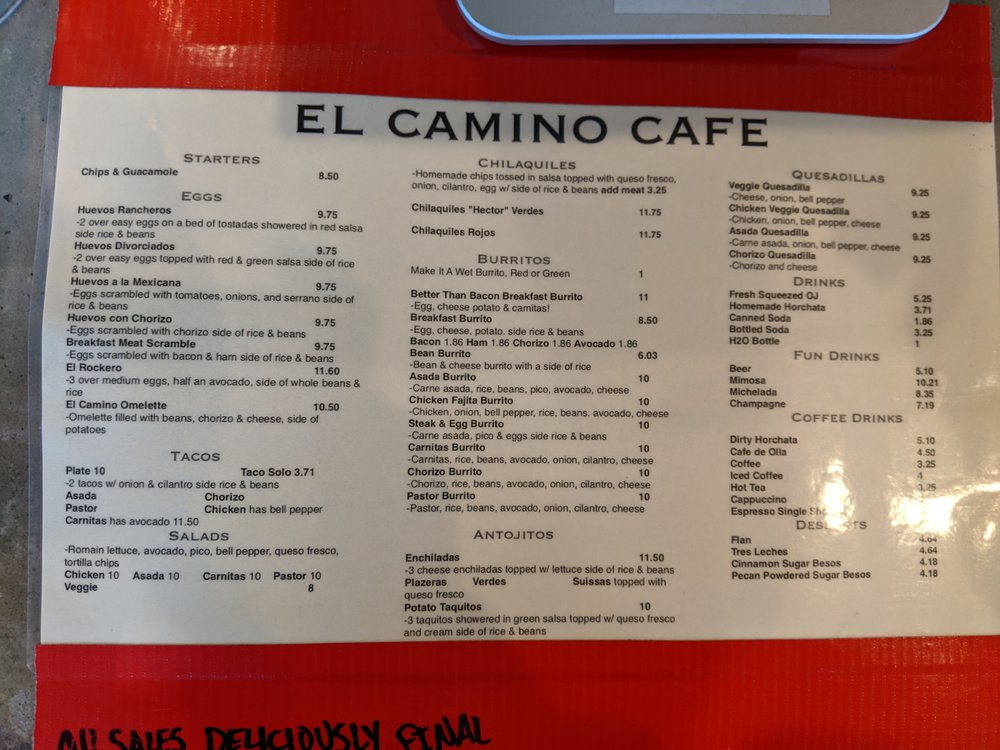 EL CAMINO CAFE
STARTERS
Chips & Guacamole 8.50
EGGS
Huevos Rancheros 9.75
-2 over easy eggs on a bed of tostadas showered in red salsa
side rice & beans
Huevos Divorciados 9.75
-2 over easy eggs topped with red & green salsa side of rice
& beans
Huevos a la Mexicana 9.75
-Eggs scrambled with tomatoes, onions, and serrano side of
rice & beans
Huevos con Chorizo 9.75
-Eggs scrambled with chorizo side of rice & beans
Breakfast Meat Scramble 9.75
-Eggs scrambled with bacon & ham side of rice & beans
El Rockero 11.60
-3 over medium eggs, half an avocado, side of whole beans &
rice
El Camino Omelette 10.50
-Omelette filled with beans, chorizo & cheese, side of
potatoes
TACOS
Plate 10 Taco Solo 3.71
-2 tacos w/ onion & cilantro side rice & beans
Asada Chorizo
Pastor Chicken has bell pepper
Carnitas has avocado 11.50
SALADS
-Romain lettuce, avocado, pico, bell pepper, queso fresco,
tortilla chips
Chicken 10 Asada 10 Carnitas 10 Pastor 10
Veggie 8
CHILAQUILES
-Homemade chips tossed in salsa topped with queso fresco,
onion, cilantro, egg w/ side of rice & beans add meat 3.25
Chilaquiles "Hector" Verdes 11.75
Chilaquiles Rojos 11.75
BURRITOS
Make It A Wet Burrito, Red or Green 1
Better Than Bacon Breakfast Burrito 11
-Egg, cheese potato & carnitas!
Breakfast Burrito 8.50
-Egg, cheese, potato. side rice & beans
Bacon 1.86 Ham 1.86 Chorizo 1.86 Avocado 1.86
Bean Burrito 6.03
-Bean & cheese burrito with a side of rice
Asada Burrito 10
-Carne asada, rice, beans, pico, avocado, cheese
Chicken Fajita Burrito 10
-Chicken, onion, bell pepper, rice, beans. avocado, cheese
Steak & Egg Burrito 10
-Carne asada, pico & eggs side rice & beans
Carnitas Burrito 10
-Carnitas, rice, beans, avocado, onion, cilantro, cheese
Chorizo Burrito 10
-Chorizo, rice, beans, avocado, onion, cilantro, cheese
Pastor Burrito 10
-Pastor, rice, beans, avocado, onion, cilantro, cheese
ANTOJITOS
Enchiladas 11.50
-3 cheese enchiladas topped w/ lettuce side of rice & beans
Plazeras Verdes Suissas topped with
queso fresco
Potato Taquitos 10
-3 taquitos showered in green salsa topped w/ queso fresco
and cream side of rice & beans
QUESADILLAS
Veggie Quesadilla 9.25
-Cheese, onion, bell pepper
Chicken Veggie Quesadilla 9.25
-Chicken, onion, bell pepper, cheese
Asada Quesadilla 9.25
-Carne asada, onion, bell pepper, cheese
Chorizo Quesadilla 9.25
-Chorizo and cheese
DRINKS
Fresh Squeezed OJ 5.25
Homemade Horchata 3.71
Canned Soda 1.86
Bottled Soda 3.25
H2O Bottle 1
FUN DRINKS
Beer 5.10
Mimosa 10.21
Michelada 8.35
Champagne 7.19
COFFEE DRINKS
Dirty Horchata 5.10
Cafe de Olla 4.50
Coffee 3.25
Iced Coffee 4
Hot Tea 3.25
Cappuccino
Espresso Single
DESSERTS
Flan 4.64
Tres Leches 4.64
Cinnamon Sugar Besos 4.18
Pecan Powdered Sugar Besos 4.18
All SALES DELICIOUSLY FINAL